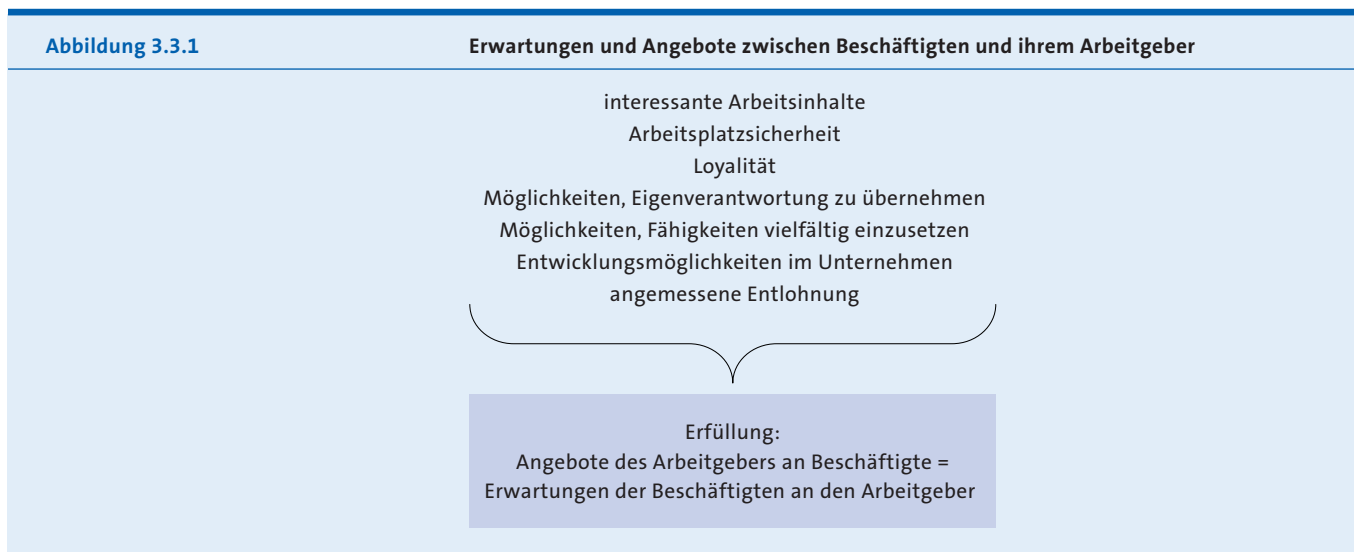 Abbildung 3.3.1
Erwartungen und Angebote zwischen Beschäftigten und ihrem Arbeitgeber
interessante Arbeitsinhalte
Arbeitsplatzsicherheit
Loyalität
Möglichkeiten, Eigenverantwortung zu übernehmen
Möglichkeiten, Fähigkeiten vielfältig einzusetzen
Entwicklungsmöglichkeiten im Unternehmen
angemessene Entlohnung
Erfüllung:
Angebote des Arbeitgebers an Beschäftigte =
Erwartungen der Beschäftigten an den Arbeitgeber